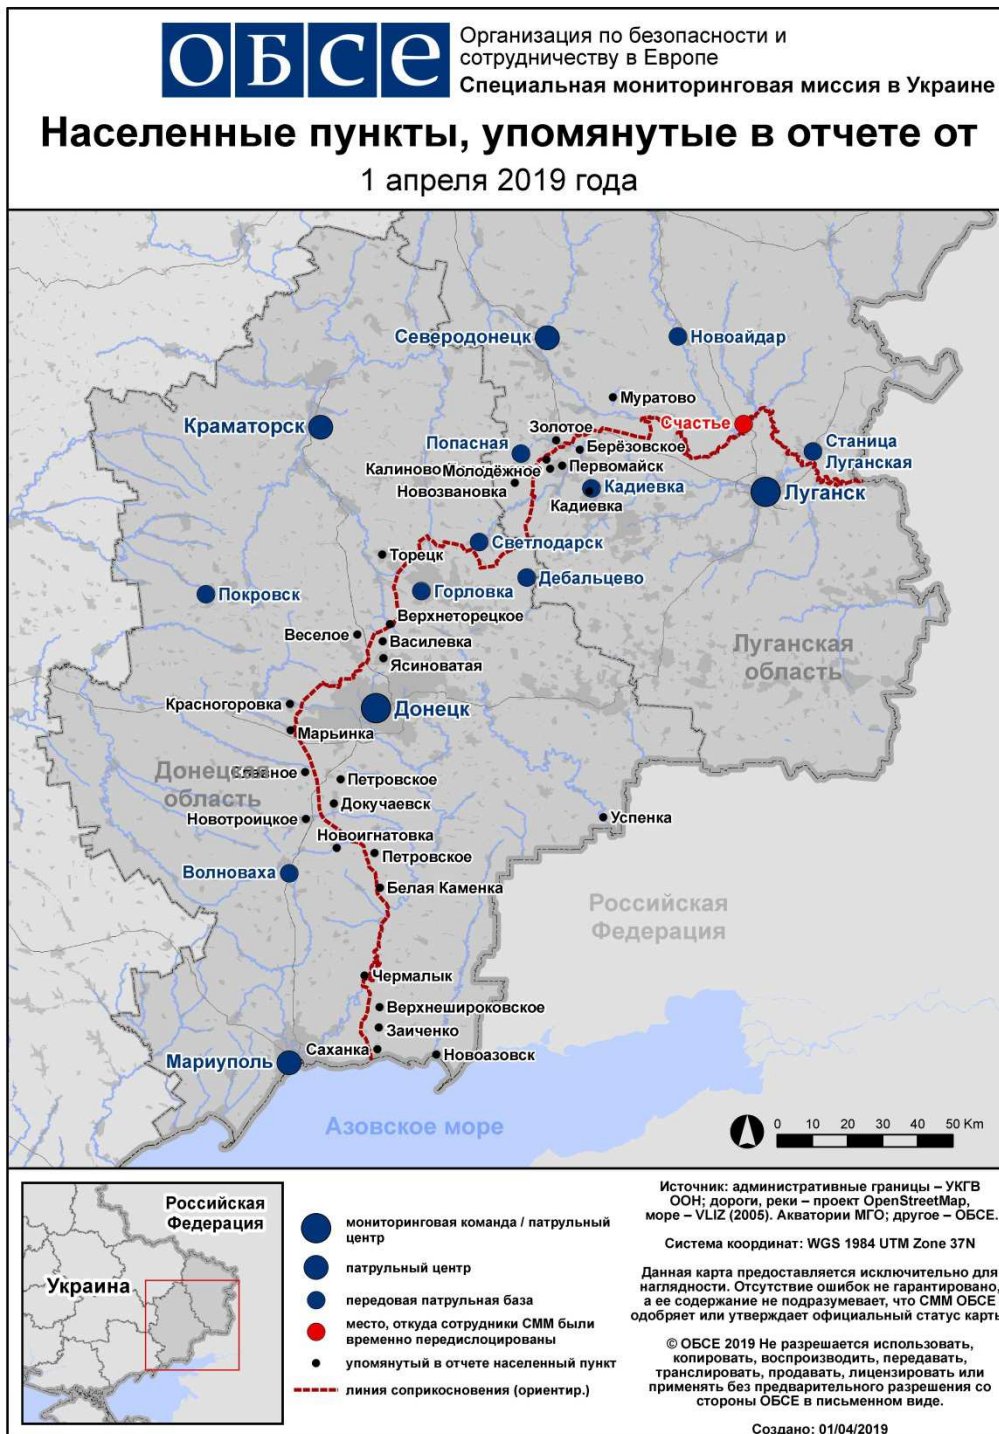 ОБСЕ
Организация по безопасности и
сотрудничеству в Европе
Специальная мониторинговая миссия в Украине
Населенные пункты, упомянутые в отчете от
1 апреля 2019 года
Северодонецк
Новоайдар
Муратово
Краматорск
Счастье
Золотое
Попасная
Берёзовское
Станица
Луганская
Калиново
Молодёжное
Первомайск
Новозвановка
Кадиевка
Луганск
Кадиевка
Светлодарск
Торецк
Дебальцево
Покровск
Горловка
Верхнеторецкое
Веселое
Василевка
Луганская
область
Ясиноватая
Красногоровка
Донецк
Марьинка
Донецкая
область
Петровское
Докучаевск
Новотроицкое
Успенка
Новоигнатовка
Петровское
Волноваха
Белая Каменка
Российская
Федерация
Чермалык
Верхнешироковское
Заиченко
Саханка
Новоазовск
Мариуполь
Азовское море
0 10 20 30 40 50 Km
Российская
Федерация
Украина
мониторинговая команда / патрульный
центр
патрульный центр
передовая патрульная база
место, откуда сотрудники СММ были
временно передислоцированы
упомянутый в отчете населенный пункт
линия соприкосновения (ориентир.)
Источник: административные границы – УКГВ
ООН; дороги, реки – проект OpenStreetMap,
море – VLIZ (2005). Акватории МГО; другое – ОБСЕ.
Система координат: WGS 1984 UTM Zone 37N
Данная карта предоставляется исключительно для
наглядности. Отсутствие ошибок не гарантировано,
а ее содержание не подразумевает, что СММ ОБСЕ
одобряет или утверждает официальный статус карты
© ОБСЕ 2019 Не разрешается использовать,
копировать, воспроизводить, передавать,
транслировать, продавать, лицензировать или
применять без предварительного разрешения со
стороны ОБСЕ в письменном виде.
Создано: 01/04/2019